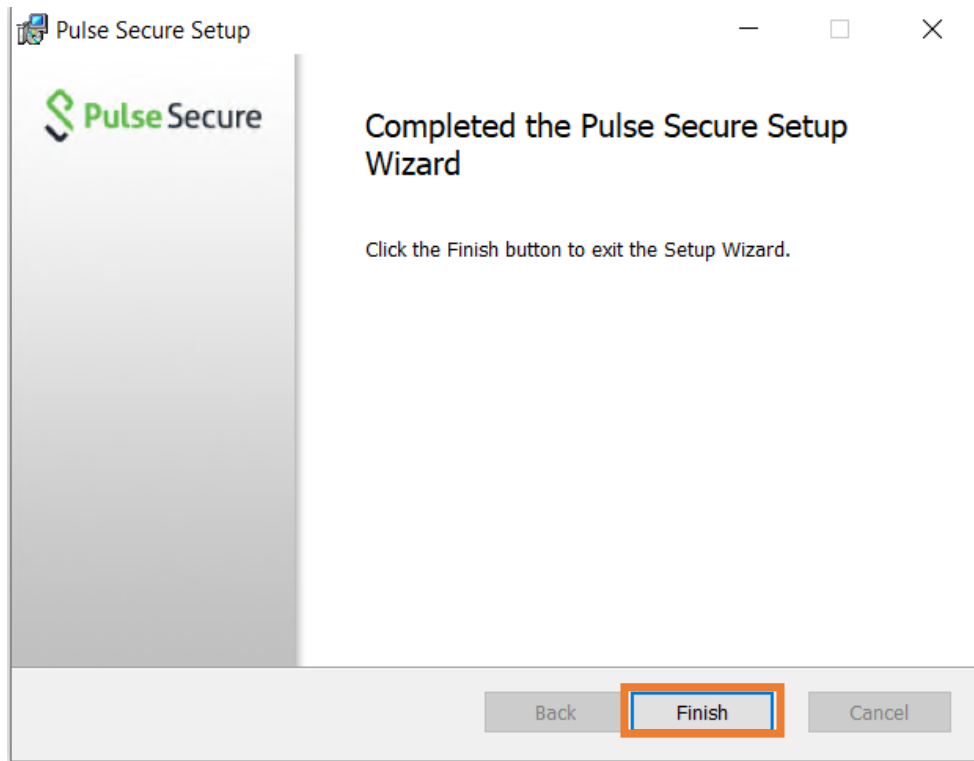 Pulse Secure Setup
Pulse Secure
Completed the Pulse Secure Setup
Wizard
Click the Finish button to exit the Setup Wizard.
Back
Finish
Cancel